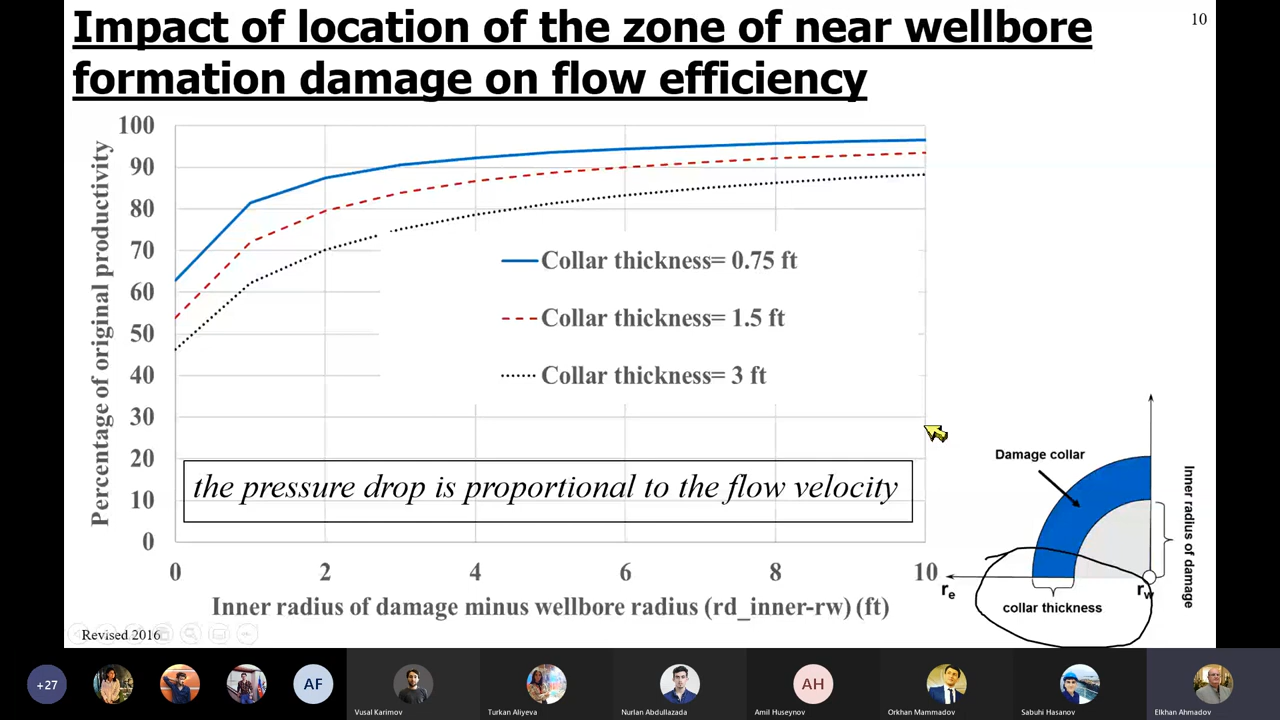 Impact of location of the zone of near wellbore
10
formation damage on flow efficiency
Percentage of original productivity
100
90
80
70
60
50
40
30
20
10
0
Collar thickness= 0.75 ft
Collar thickness= 1.5 ft
Collar thickness= 3 ft
the pressure drop is proportional to the flow velocity
0 2 4 6 8 10
Inner radius of damage minus wellbore radius (rd_inner-rw) (ft)
Damage collar
Inner radius of damage
re
rw
collar thickness
Revised 2016
+27
AF
Vusal Karimov
Turkan Aliyeva
Nurlan Abdullazada
AH
Amil Huseynov
Orkhan Mammadov
Sabuhi Hasanov
Elkhan Ahmadov